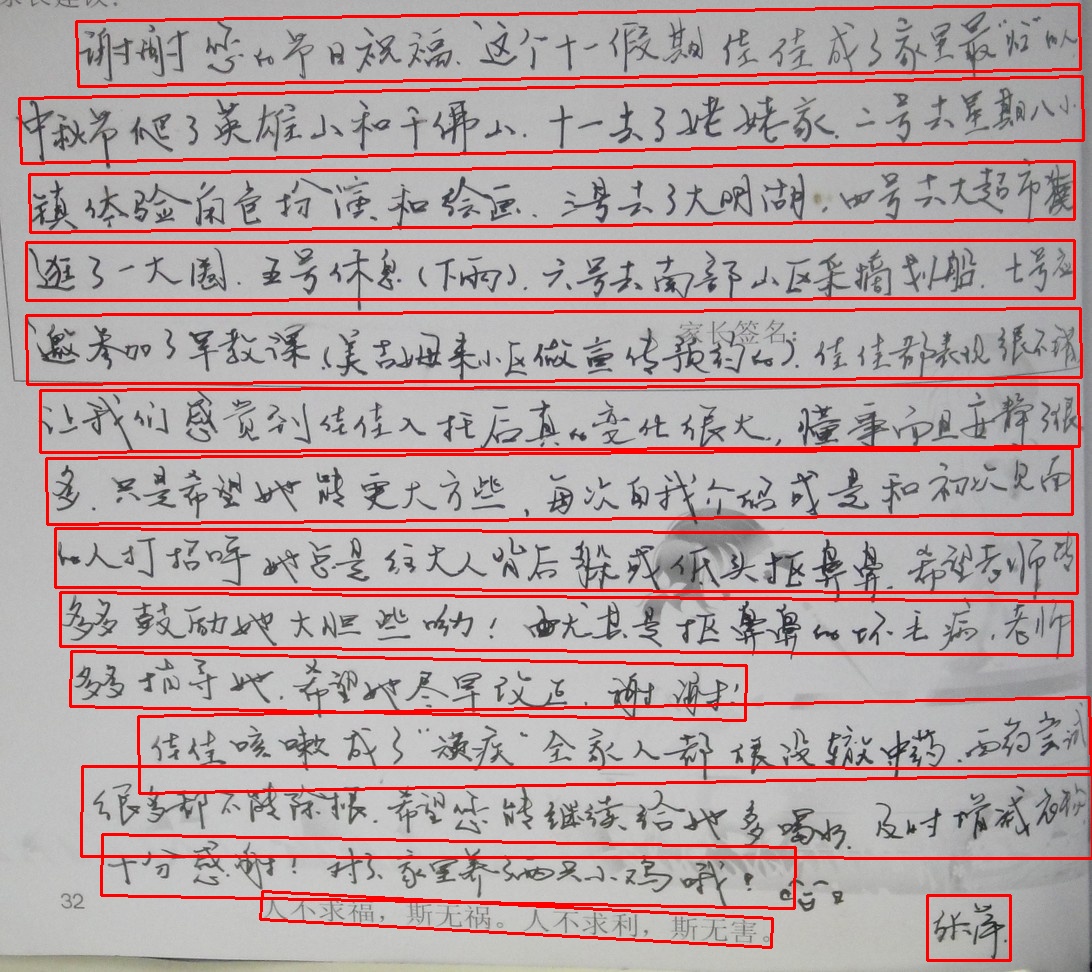 谢谢您的节日祝福.这个十一假期佳佳成了家里最"忙"的人
中秋节爬了英雄山和千佛山.十一去了姥姥家.二号去星期八小
镇体验角色扮演和绘画.三号去了大明湖.四号去大超市
逛了一大圈.五号休息(下雨).六号去南部山区采摘划船.七号应
邀参加了早教课(美吉姆来小区做宣传预约的).佳佳都表现很不错
让我们感觉到佳佳入托后真的变化很大,懂事而且安静了很
多.只是希望她能更大方些,每次自我介绍或是和初次见面
的人打招呼她总是往大人背后躲或低头抠鼻鼻.希望老师能
多多鼓励她大胆些哟!尤其是抠鼻鼻的坏毛病,老师
多多指导她.希望她尽早改正.谢谢!
佳佳咳嗽成了"顽疾"全家人都很没辙.中药.西药尝试
很多都不能除根.希望您能继续给她多喝水.及时增减衣物
十分感谢!对了家里养了两只小鸡哦!
32
人不求福,斯无祸。人不求利,斯无害。
张萍
家长签名:
家长建议: